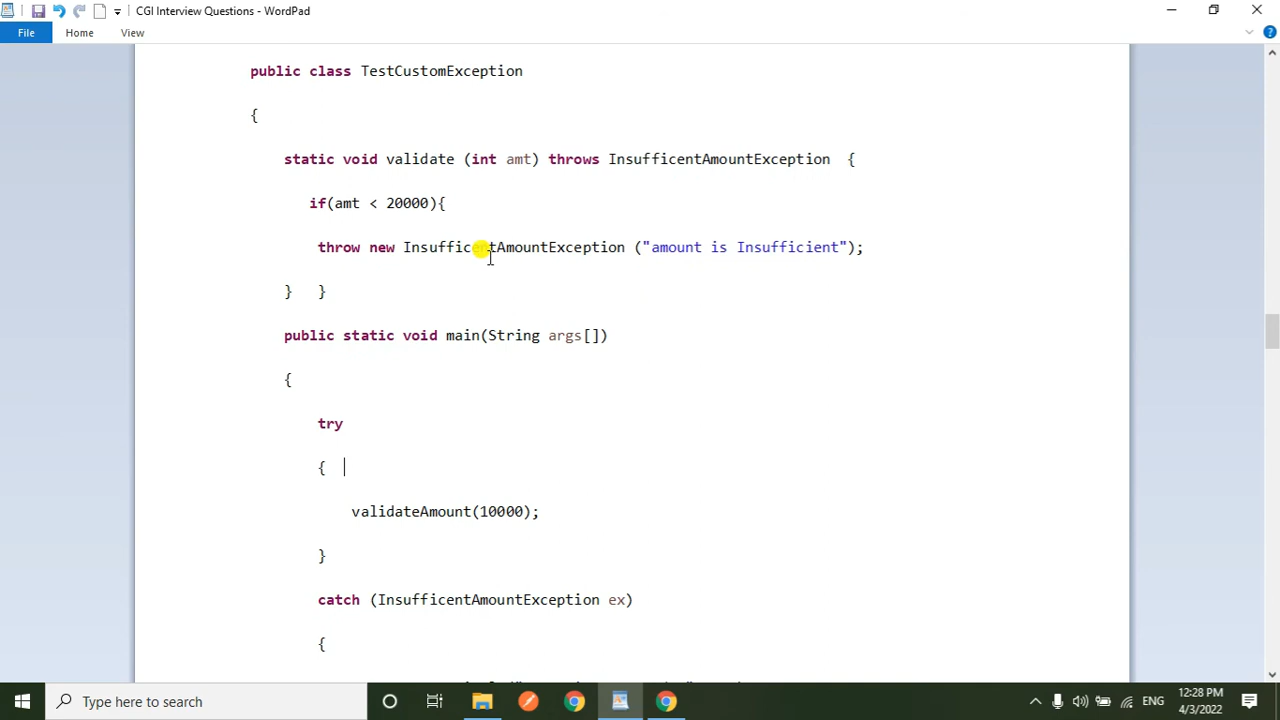 CGI Interview Questions - WordPad
File Home View
public class TestCustomException
{
static void validate (int amt) throws InsufficentAmountException {
if(amt < 20000){
throw new InsufficentAmountException ("amount is Insufficient");
} }
public static void main(String args[])
{
try
{
validateAmount(10000);
}
catch (InsufficentAmountException ex)
{
Type here to search
ENG
12:28 PM
4/3/2022